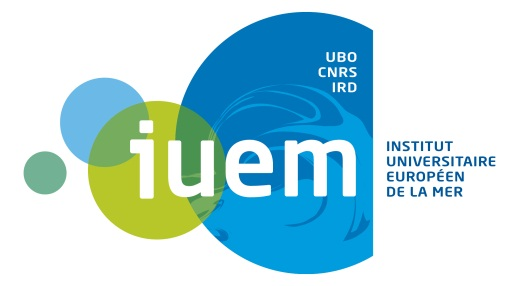 UBO
CNRS
IRD
iuem
INSTITUT
UNIVERSITAIRE
EUROPÉEN
DE LA MER